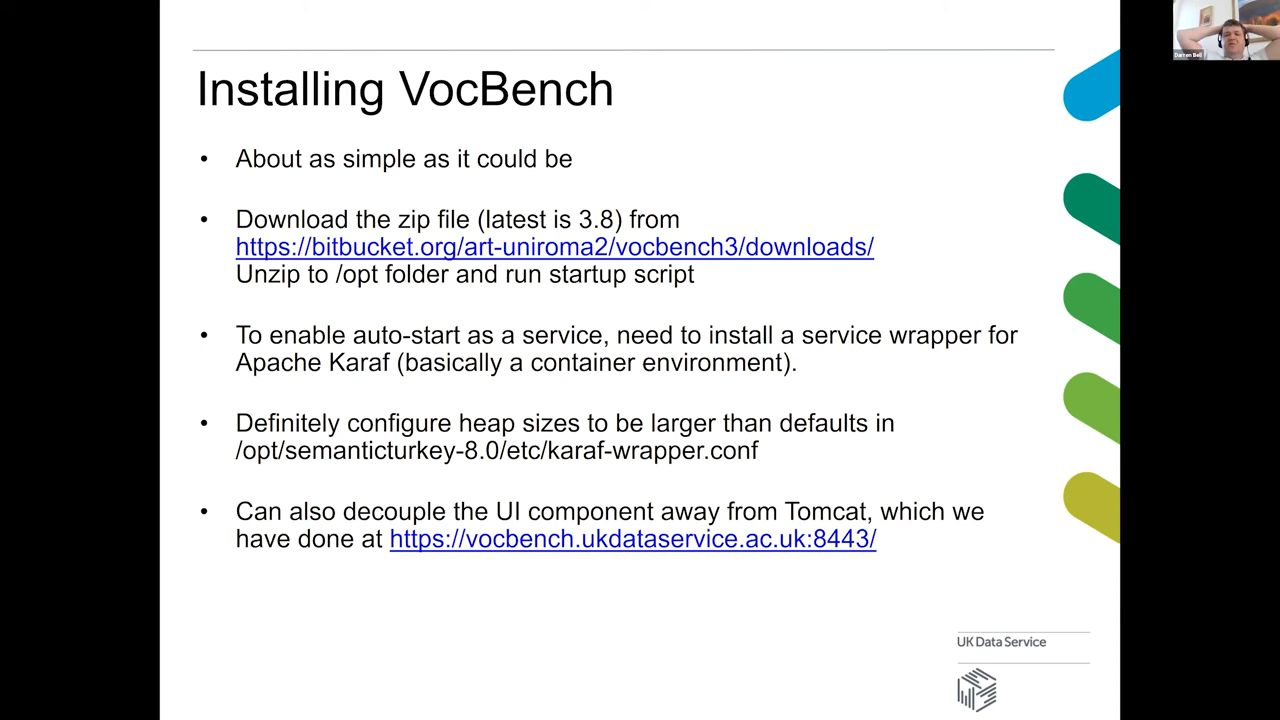 Installing VocBench
• About as simple as it could be
• Download the zip file (latest is 3.8) from
https://bitbucket.org/art-uniroma2/vocbench3/downloads/
Unzip to /opt folder and run startup script
• To enable auto-start as a service, need to install a service wrapper for
Apache Karaf (basically a container environment).
• Definitely configure heap sizes to be larger than defaults in
/opt/semanticturkey-8.0/etc/karaf-wrapper.conf
• Can also decouple the UI component away from Tomcat, which we
have done at https://vocbench.ukdataservice.ac.uk:8443/
UK Data Service
Darren Bell